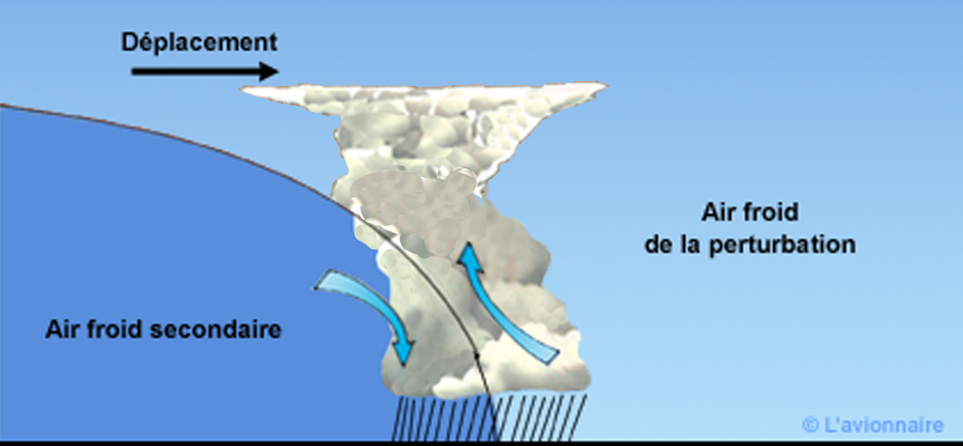 Déplacement
Air froid
de la perturbation
Air froid secondaire
© L'avionnaire